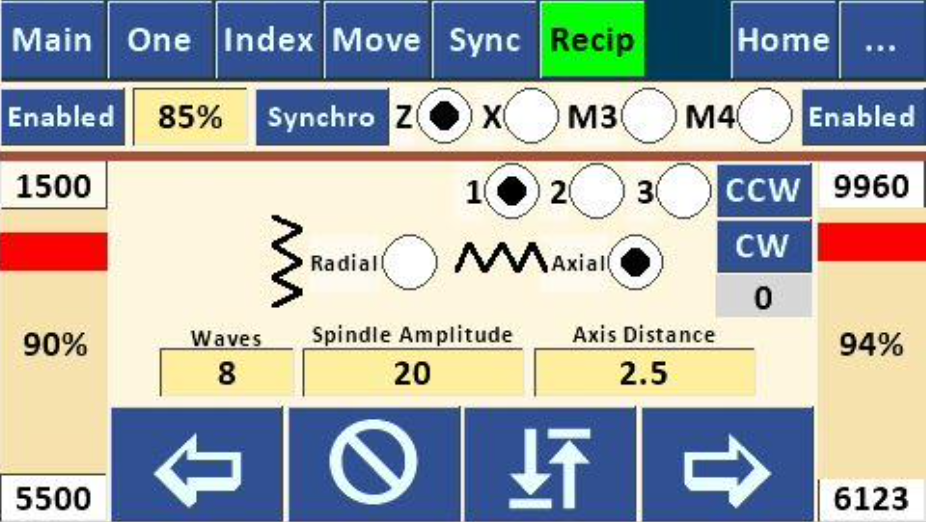 Main One Index Move Sync Recip Home ...
Enabled 85% Synchro Z X M3 M4 Enabled
1500 1 2 3 CCW 9960
Radial Axial CW
0
90% Waves Spindle Amplitude Axis Distance 94%
8 20 2.5
5500 6123